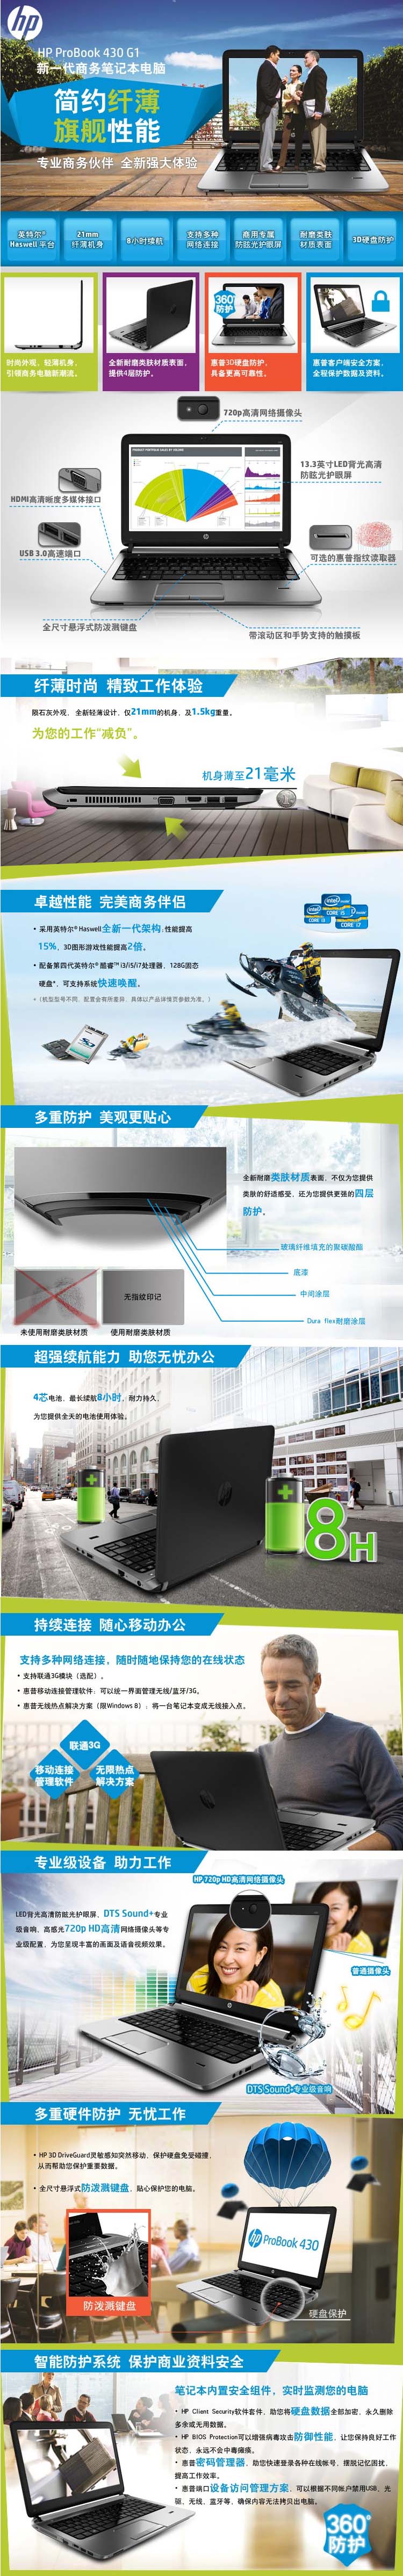 hp
HP ProBook 430 G1
新一代商务笔记本电脑
简约纤薄
旗舰性能
专业商务伙伴 全新强大体验
英特尔®
Haswell平台
21mm
纤薄机身
8小时续航
支持多种
网络连接
商用专属
防眩光护眼屏
耐磨类肤
材质表面
3D硬盘防护
时尚外观，轻薄机身，
引领商务电脑新潮流。
全新耐磨类肤材质表面，
提供4层防护。
360°
防护
惠普3D硬盘防护，
具备更高可靠性。
惠普客户端安全方案，
全程保护数据及资料。
720p高清网络摄像头
13.3英寸LED背光高清
防眩光护眼屏
HDMI高清晰度多媒体接口
USB 3.0高速端口
可选的惠普指纹读取器
全尺寸悬浮式防泼溅键盘
带滚动区和手势支持的触摸板
纤薄时尚 精致工作体验
陨石灰外观，全新轻薄设计，仅21mm的机身，及1.5kg重量。
为您的工作“减负”。
机身薄至21毫米
卓越性能 完美商务伴侣
• 采用英特尔® Haswell全新一代架构，性能提高
15%，3D图形游戏性能提高2倍。
• 配备第四代英特尔® 酷睿™ i3/i5/i7处理器，128G固态
硬盘*，可支持系统快速唤醒。
*（机型型号不同，配置会有所差异，具体以产品详情页参数为准。）
多重防护 美观更贴心
全新耐磨类肤材质表面，不仅为您提供
类肤的舒适感受，还为您提供更强的四层
防护。
玻璃纤维填充的聚碳酸酯
底漆
中间涂层
Dura flex耐磨涂层
无指纹印记
未使用耐磨类肤材质
使用耐磨类肤材质
超强续航能力 助您无忧办公
4芯电池，最长续航8小时，耐力持久，
为您提供全天的电池使用体验。
8H
持续连接 随心移动办公
支持多种网络连接，随时随地保持您的在线状态
• 支持联通3G模块（选配）。
• 惠普移动连接管理软件：可以统一界面管理无线/蓝牙/3G。
• 惠普无线热点解决方案（限Windows 8）：将一台笔记本变成无线接入点。
联通3G
移动连接
管理软件
无限热点
解决方案
专业级设备 助力工作
HP 720p HD高清网络摄像头
LED背光高清防眩光护眼屏，DTS Sound+专业
级音响，高感光720p HD高清网络摄像头等专
业级配置，为您呈现丰富的画面及语音视频效果。
普通摄像头
DTS Sound+专业级音响
多重硬件防护 无忧工作
• HP 3D DriveGuard灵敏感知突然移动，保护硬盘免受碰撞，
从而帮助您保护重要数据。
• 全尺寸悬浮式防泼溅键盘，贴心保护您的电脑。
hp ProBook 430
防泼溅键盘
硬盘保护
智能防护系统 保护商业资料安全
笔记本内置安全组件，实时监测您的电脑
• HP Client Security软件套件，助您将硬盘数据全部加密，永久删除
多余或无用数据。
• HP BIOS Protection可以增强病毒攻击防御性能，让您保持良好工作
状态，永远不会中毒瘫痪。
• 惠普密码管理器，助您快速登录各种在线帐号，摆脱记忆困扰，
提高工作效率。
• 惠普端口设备访问管理方案，可以根据不同帐户禁用USB、光
驱、无线、蓝牙等，确保内容无法拷贝出电脑。
360°
防护